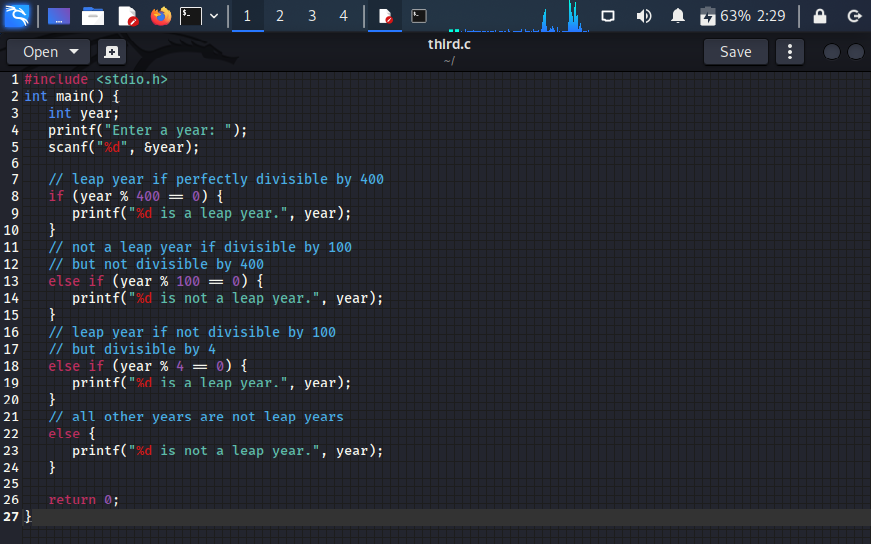 1 2 3 4 63% 2:29
Open third.c Save
~/
1 #include <stdio.h>
2 int main() {
3    int year;
4    printf("Enter a year: ");
5    scanf("%d", &year);
6
7    // leap year if perfectly divisible by 400
8    if (year % 400 == 0) {
9       printf("%d is a leap year.", year);
10    }
11    // not a leap year if divisible by 100
12    // but not divisible by 400
13    else if (year % 100 == 0) {
14       printf("%d is not a leap year.", year);
15    }
16    // leap year if not divisible by 100
17    // but divisible by 4
18    else if (year % 4 == 0) {
19       printf("%d is a leap year.", year);
20    }
21    // all other years are not leap years
22    else {
23       printf("%d is not a leap year.", year);
24    }
25
26    return 0;
27 }